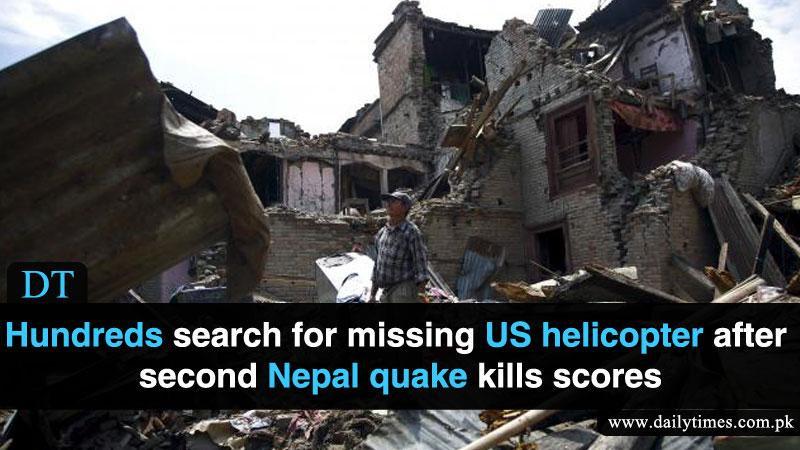 DT
Hundreds search for missing US helicopter after
second Nepal quake kills scores
www.dailytimes.com.pk